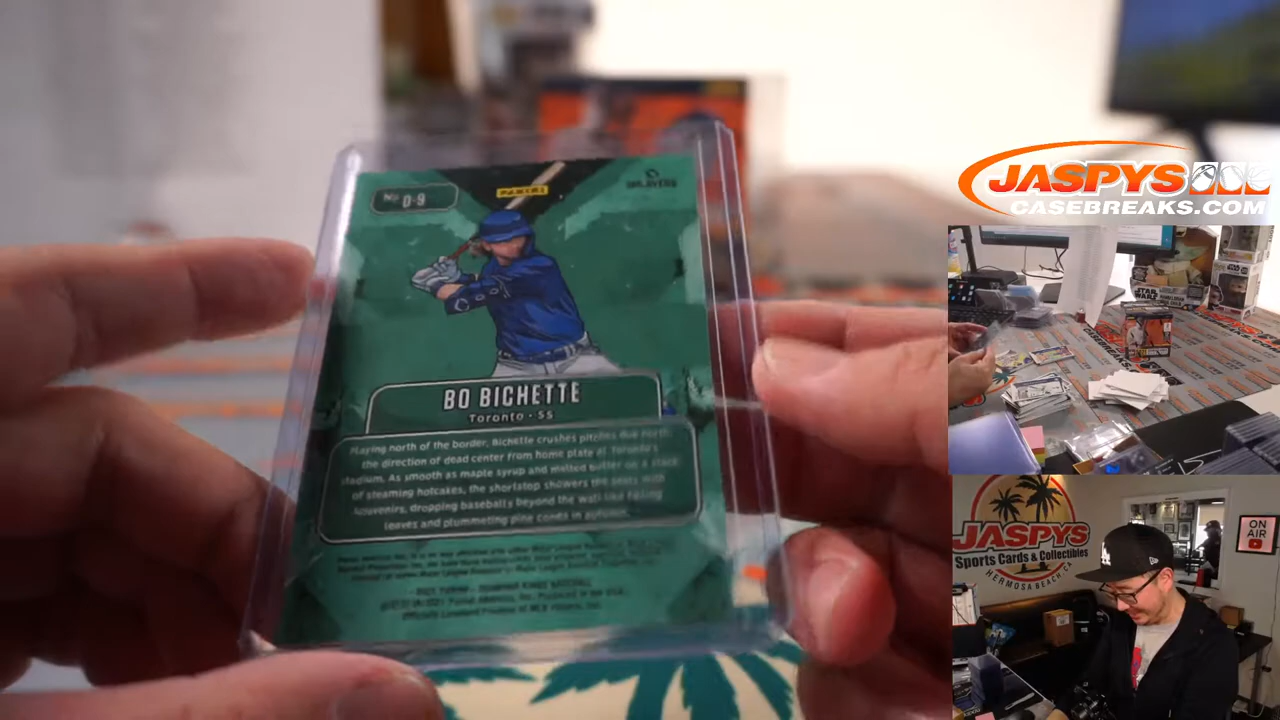 No. D-9
PANINI
BO BICHETTE
Toronto • SS
Playing north of the border, Bichette crushes pitches due north,
the direction of dead center from home plate at Toronto's
stadium. As smooth as maple syrup and melted butter on a stack
of steaming hotcakes, the shortstop showers the seats with
souvenirs, dropping baseballs beyond the wall like falling
leaves and plummeting pine cones in autumn.
JASPYS
CASEBREAKS.COM
STAR WARS
JASPYS
Sports Cards & Collectibles
HERMOSA BEACH, CA
ON
AIR
LA